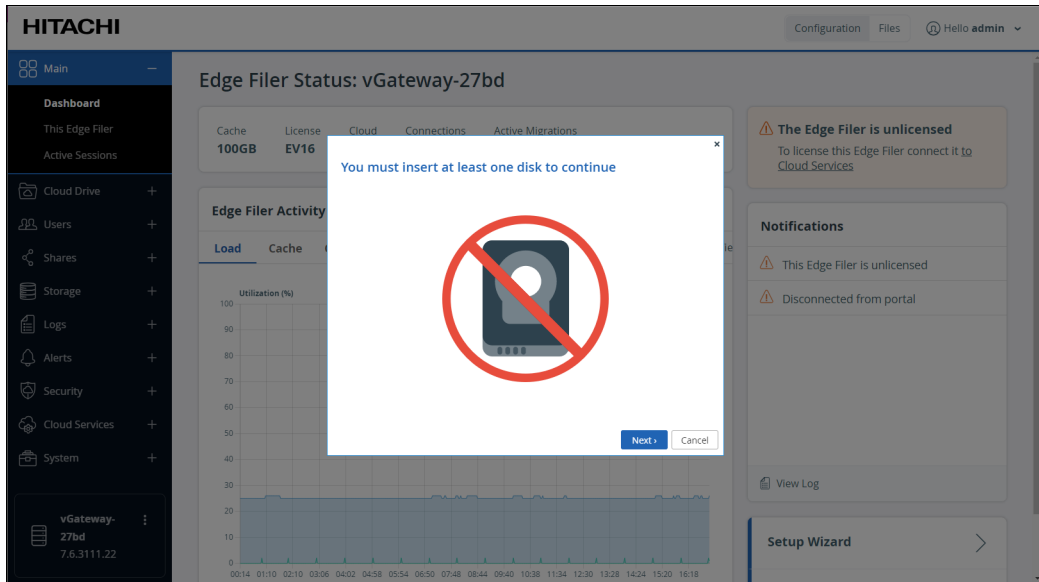 HITACHI
Configuration Files Hello admin
Main
Edge Filer Status: vGateway-27bd
Dashboard
This Edge Filer
Active Sessions
Cloud Drive
Users
Shares
Storage
Logs
Alerts
Security
Cloud Services
System
vGateway-
27bd
7.6.3111.22
Cache License Cloud Connections Active Migrations
100GB EV16
Edge Filer Activity
Load Cache
Utilization (%)
100
90
80
70
60
50
40
30
20
10
0
00:14 01:10 02:10 03:06 04:02 04:58 05:54 06:50 07:48 08:44 09:40 10:38 11:34 12:30 13:28 14:24 15:20 16:18
You must insert at least one disk to continue
Next ›
Cancel
The Edge Filer is unlicensed
To license this Edge Filer connect it to
Cloud Services
Notifications
This Edge Filer is unlicensed
Disconnected from portal
View Log
Setup Wizard